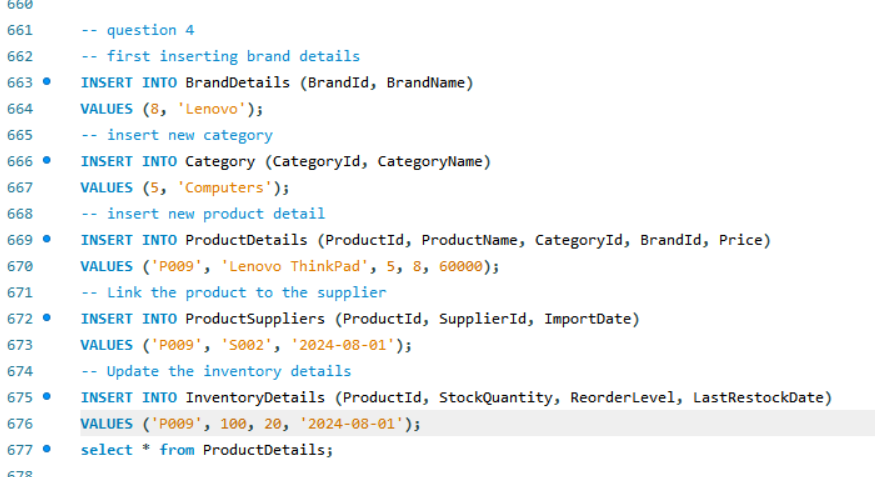 660
661 -- question 4
662 -- first inserting brand details
663 INSERT INTO BrandDetails (BrandId, BrandName)
664 VALUES (8, 'Lenovo');
665 -- insert new category
666 INSERT INTO Category (CategoryId, CategoryName)
667 VALUES (5, 'Computers');
668 -- insert new product detail
669 INSERT INTO ProductDetails (ProductId, ProductName, CategoryId, BrandId, Price)
670 VALUES ('P009', 'Lenovo ThinkPad', 5, 8, 60000);
671 -- Link the product to the supplier
672 INSERT INTO ProductSuppliers (ProductId, SupplierId, ImportDate)
673 VALUES ('P009', 'S002', '2024-08-01');
674 -- Update the inventory details
675 INSERT INTO InventoryDetails (ProductId, StockQuantity, ReorderLevel, LastRestockDate)
676 VALUES ('P009', 100, 20, '2024-08-01');
677 select * from ProductDetails;
678